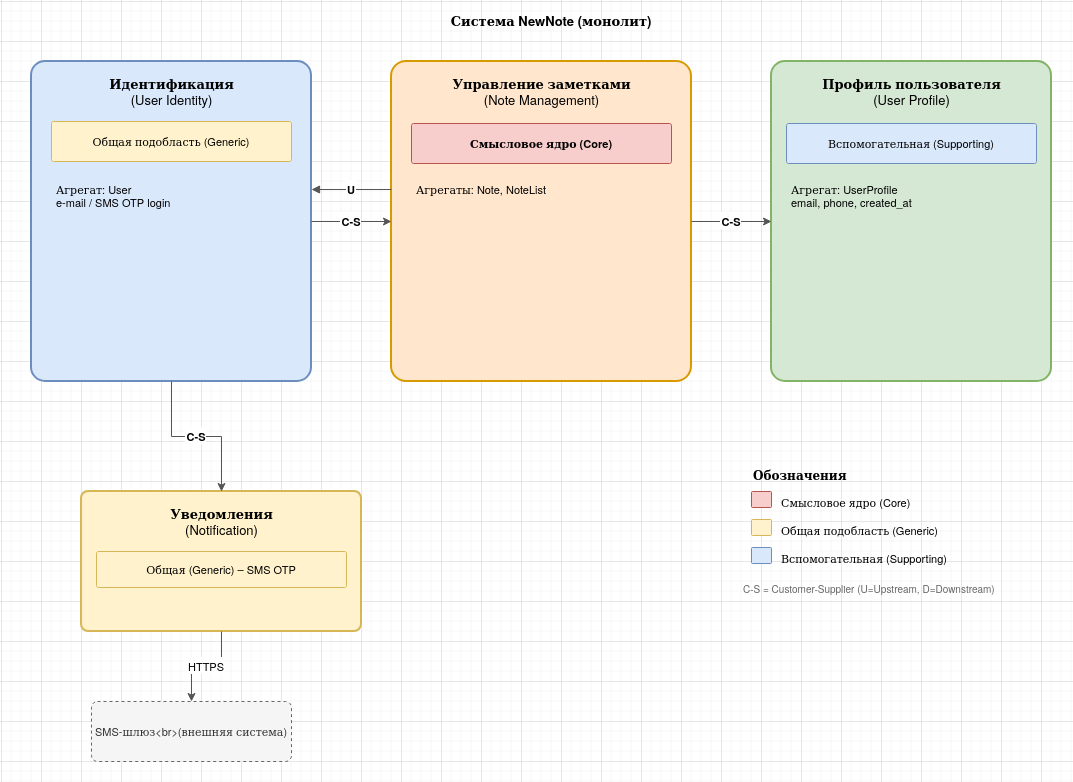 Система NewNote (монолит)
Идентификация
(User Identity)
Общая подобласть (Generic)
Агрегат: User
e-mail / SMS OTP login
U
C-S
Управление заметками
(Note Management)
Смысловое ядро (Core)
Агрегаты: Note, NoteList
C-S
Профиль пользователя
(User Profile)
Вспомогательная (Supporting)
Агрегат: UserProfile
email, phone, created_at
C-S
Уведомления
(Notification)
Общая (Generic) – SMS OTP
HTTPS
SMS-шлюз<br>(внешняя система)
Обозначения
Смысловое ядро (Core)
Общая подобласть (Generic)
Вспомогательная (Supporting)
C-S = Customer-Supplier (U=Upstream, D=Downstream)